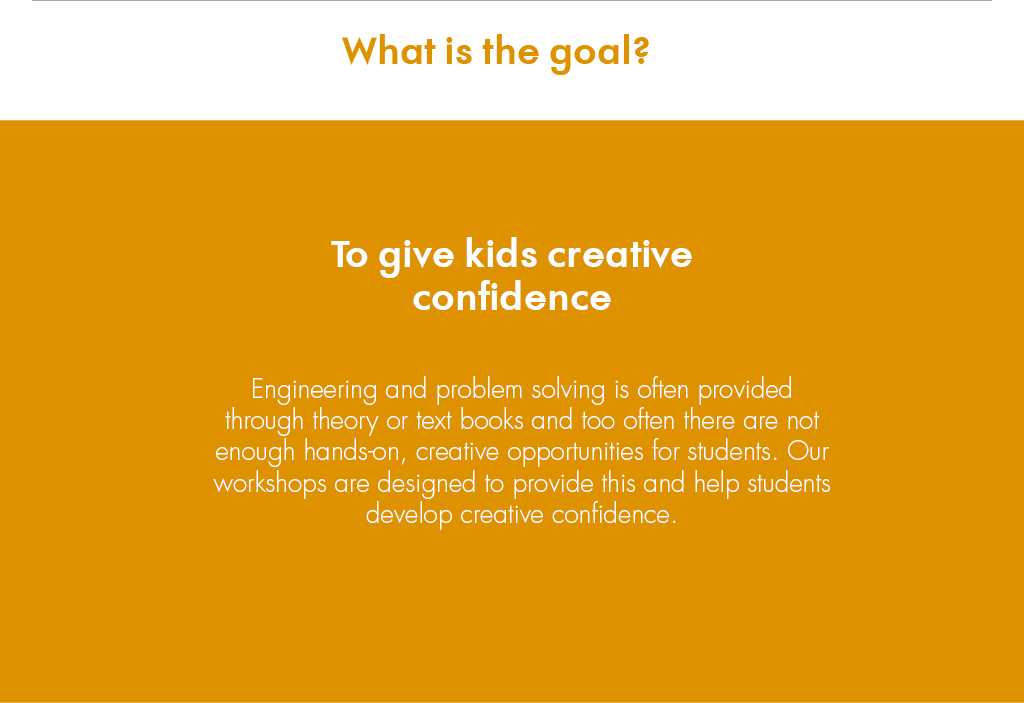 What is the goal?
To give kids creative
confidence
Engineering and problem solving is often provided
through theory or text books and too often there are not
enough hands-on, creative opportunities for students. Our
workshops are designed to provide this and help students
develop creative confidence.